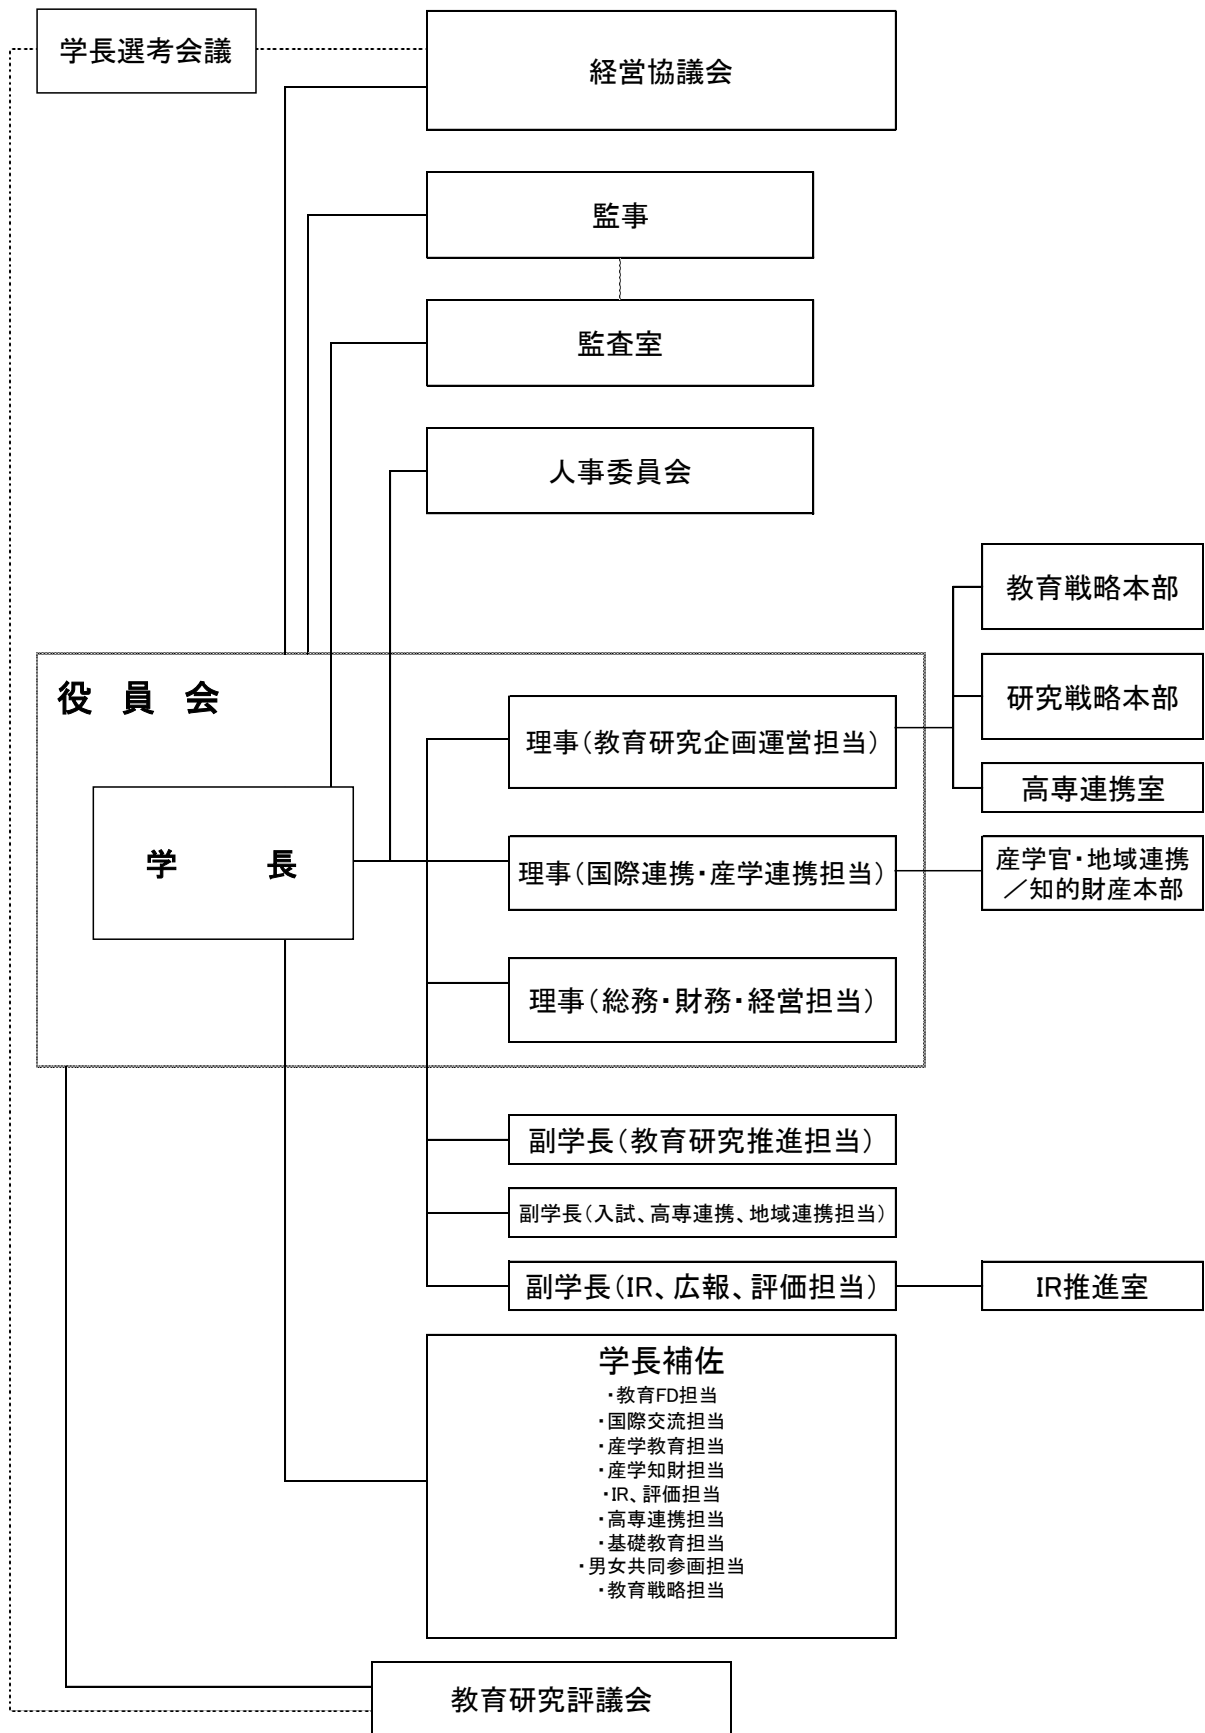 学長選考会議
経営協議会
監事
監査室
人事委員会
教育戦略本部
研究戦略本部
高専連携室
役　員　会
理事（教育研究企画運営担当）
学　　　長
理事（国際連携・産学連携担当）
産学官・地域連携
／知的財産本部
理事（総務・財務・経営担当）
副学長（教育研究推進担当）
副学長（入試、高専連携、地域連携担当）
副学長（IR、広報、評価担当）
IR推進室
学長補佐
・教育FD担当
・国際交流担当
・産学教育担当
・産学知財担当
・IR、評価担当
・高専連携担当
・基礎教育担当
・男女共同参画担当
・教育戦略担当
教育研究評議会